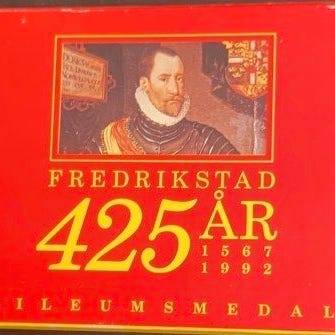 FREDRIKSTAD
425 ÅR
1567
1992
ILEUMSMEDAL